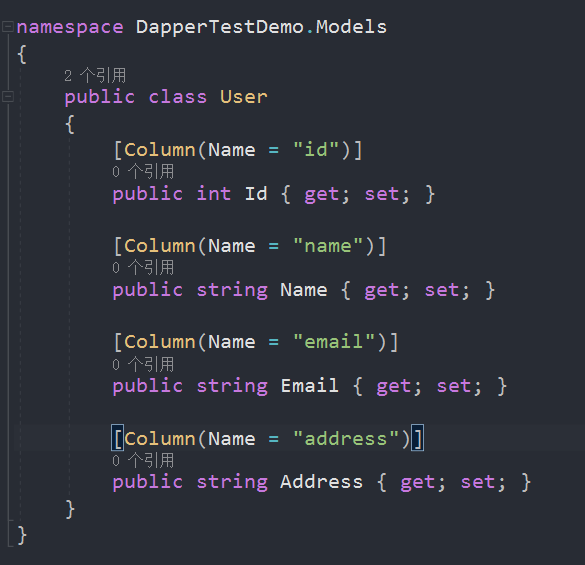 namespace DapperTestDemo.Models
{
2 个引用
public class User
{
[Column(Name = "id")]
0 个引用
public int Id { get; set; }
[Column(Name = "name")]
0 个引用
public string Name { get; set; }
[Column(Name = "email")]
0 个引用
public string Email { get; set; }
[Column(Name = "address")]
0 个引用
public string Address { get; set; }
}
}